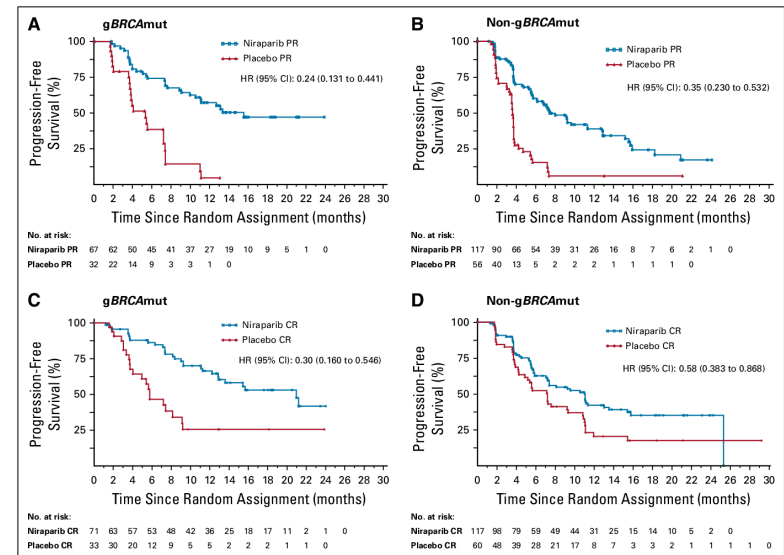 A gBRCAmut
Progression-Free Survival (%)
100
75
50
25
Niraparib PR
Placebo PR
HR (95% CI): 0.24 (0.131 to 0.441)
0 2 4 6 8 10 12 14 16 18 20 22 24 26 28 30
Time Since Random Assignment (months)
No. at risk:
Niraparib PR 67 62 50 45 41 37 27 19 10 9 5 1 0
Placebo PR 32 22 14 9 3 3 1 0
B Non-gBRCAmut
Progression-Free Survival (%)
100
75
50
25
Niraparib PR
Placebo PR
HR (95% CI): 0.35 (0.230 to 0.532)
0 2 4 6 8 10 12 14 16 18 20 22 24 26 28 30
Time Since Random Assignment (months)
No. at risk:
Niraparib PR 117 90 66 54 39 31 26 16 8 7 6 2 1 0
Placebo PR 56 40 13 5 2 2 2 1 1 1 1 0
C gBRCAmut
Progression-Free Survival (%)
100
75
50
25
Niraparib CR
Placebo CR
HR (95% CI): 0.30 (0.160 to 0.546)
0 2 4 6 8 10 12 14 16 18 20 22 24 26 28 30
Time Since Random Assignment (months)
No. at risk:
Niraparib CR 71 63 57 53 48 42 36 25 18 17 11 2 1 0
Placebo CR 33 30 20 12 9 5 5 2 2 2 1 1 0
D Non-gBRCAmut
Progression-Free Survival (%)
100
75
50
25
Niraparib CR
Placebo CR
HR (95% CI): 0.58 (0.383 to 0.868)
0 2 4 6 8 10 12 14 16 18 20 22 24 26 28 30
Time Since Random Assignment (months)
No. at risk:
Niraparib CR 117 98 79 59 49 44 31 25 15 14 10 5 2 0
Placebo CR 60 48 39 28 21 17 8 7 3 3 2 1 1 1 1 0